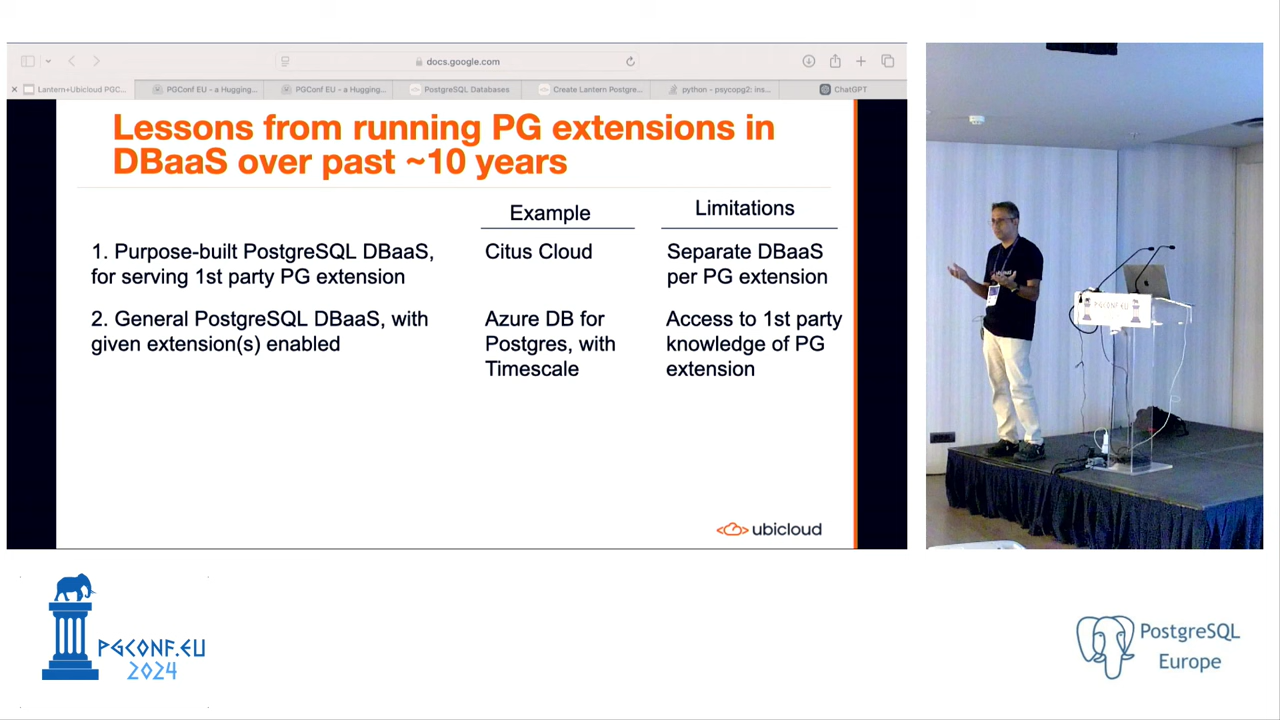 docs.google.com
Lantern+Ubicloud PGC...
PGConf EU - a Hugging...
PGConf EU - a Hugging...
PostgreSQL Databases
Create Lantern Postgre...
python - psycopg2: ins...
ChatGPT
Lessons from running PG extensions in
DBaaS over past ~10 years
Example
Limitations
1. Purpose-built PostgreSQL DBaaS,
for serving 1st party PG extension
Citus Cloud
Separate DBaaS
per PG extension
2. General PostgreSQL DBaaS, with
given extension(s) enabled
Azure DB for
Postgres, with
Timescale
Access to 1st party
knowledge of PG
extension
ubicloud
PGCONF.EU
PGCONF.EU
2024
PostgreSQL
Europe